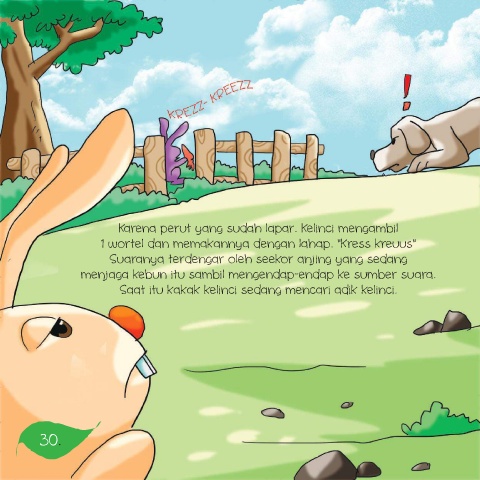 KREZZ- KREEZZ
!
Karena perut yang sudah lapar. Kelinci mengambil
1 wortel dan memakannya dengan lahap. "Kress kreuus"
Suaranya terdengar oleh seekor anjing yang sedang
menjaga kebun itu sambil mengendap-endap ke sumber suara.
Saat itu kakak kelinci sedang mencari adik kelinci.
30.